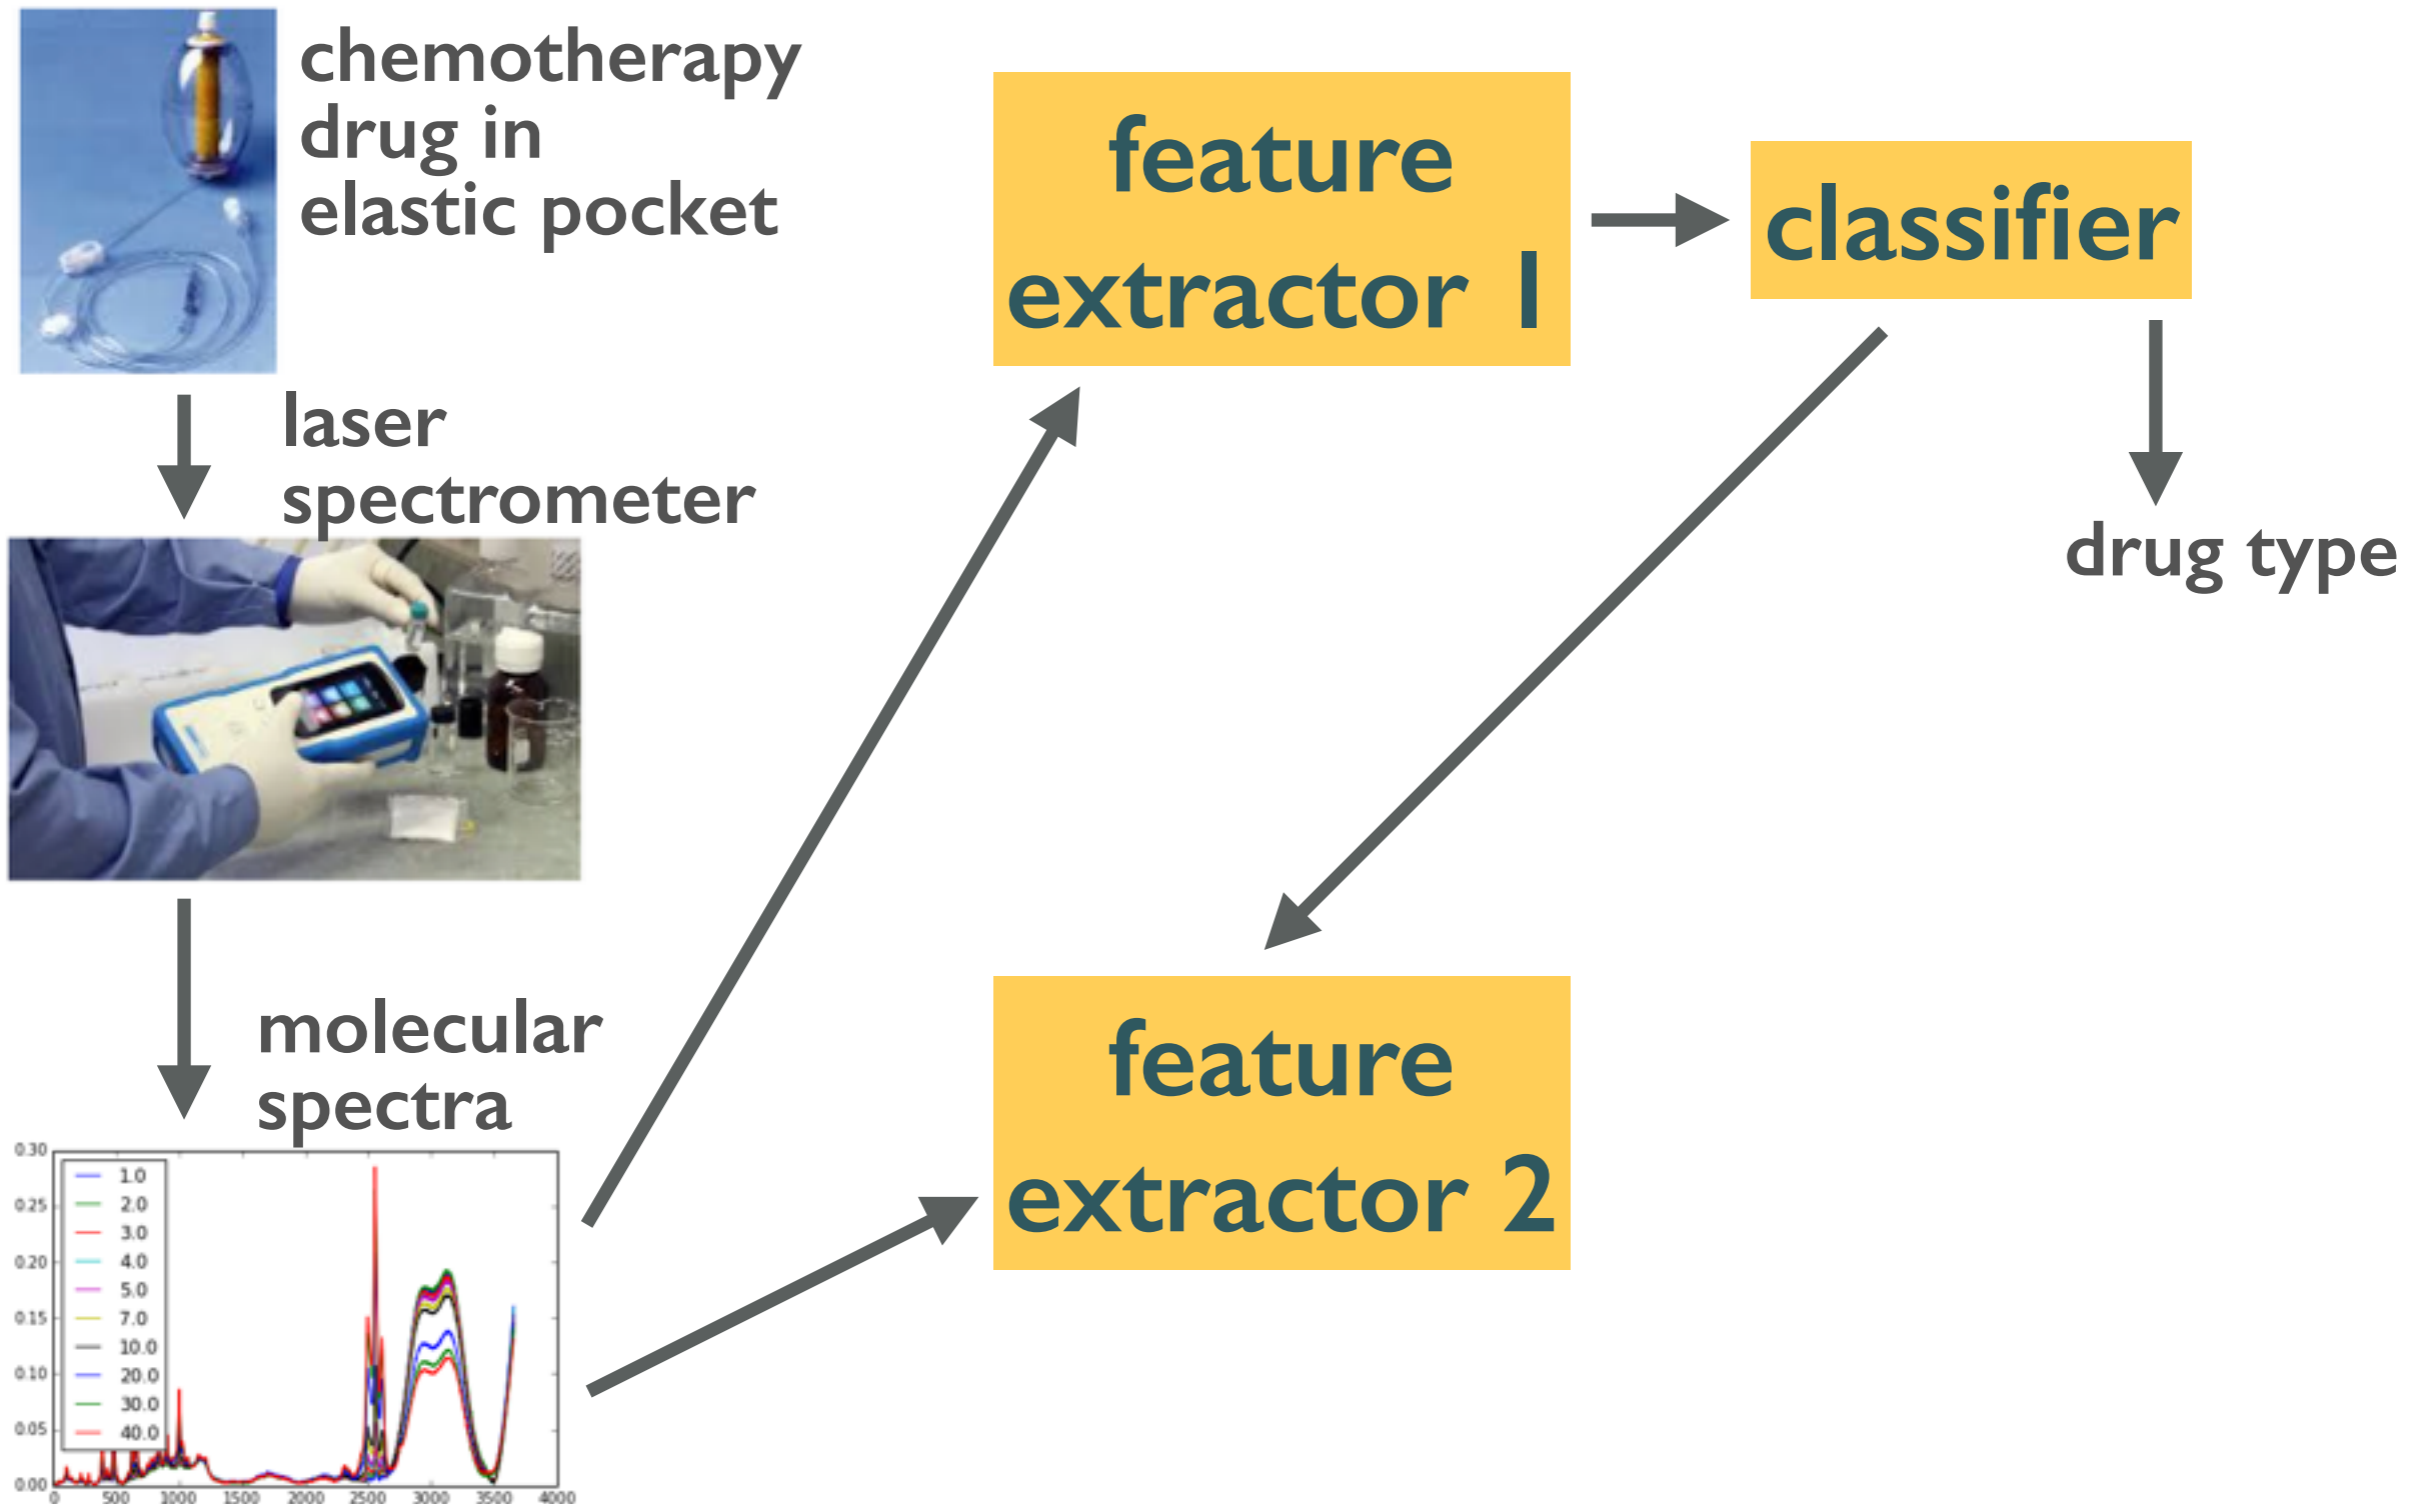 chemotherapy
drug in
elastic pocket
laser
spectrometer
molecular
spectra
0.30
0.25
0.20
0.15
0.10
0.05
0.00
1.0
2.0
3.0
4.0
5.0
7.0
10.0
20.0
30.0
40.0
0 500 1000 1500 2000 2500 3000 3500 4000
feature
extractor 1
classifier
drug type
feature
extractor 2